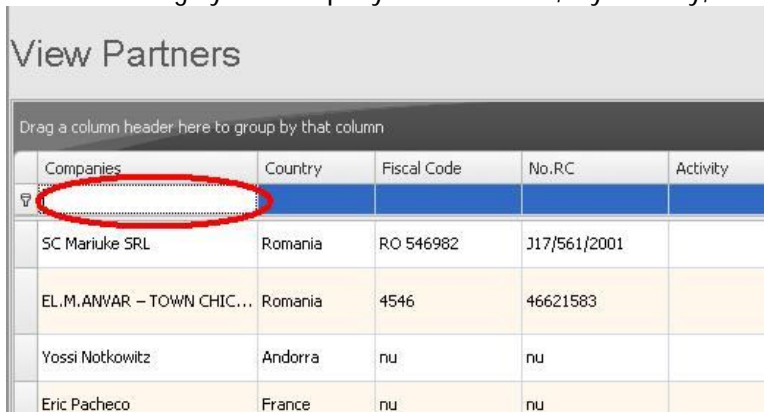 View Partners
Drag a column header here to group by that column
Companies Country Fiscal Code No.RC Activity
SC Mariuke SRL Romania RO 546982 J17/561/2001
EL.M.ANVAR – TOWN CHIC... Romania 4546 46621583
Yossi Notkowitz Andorra nu nu
Eric Pacheco France nu nu